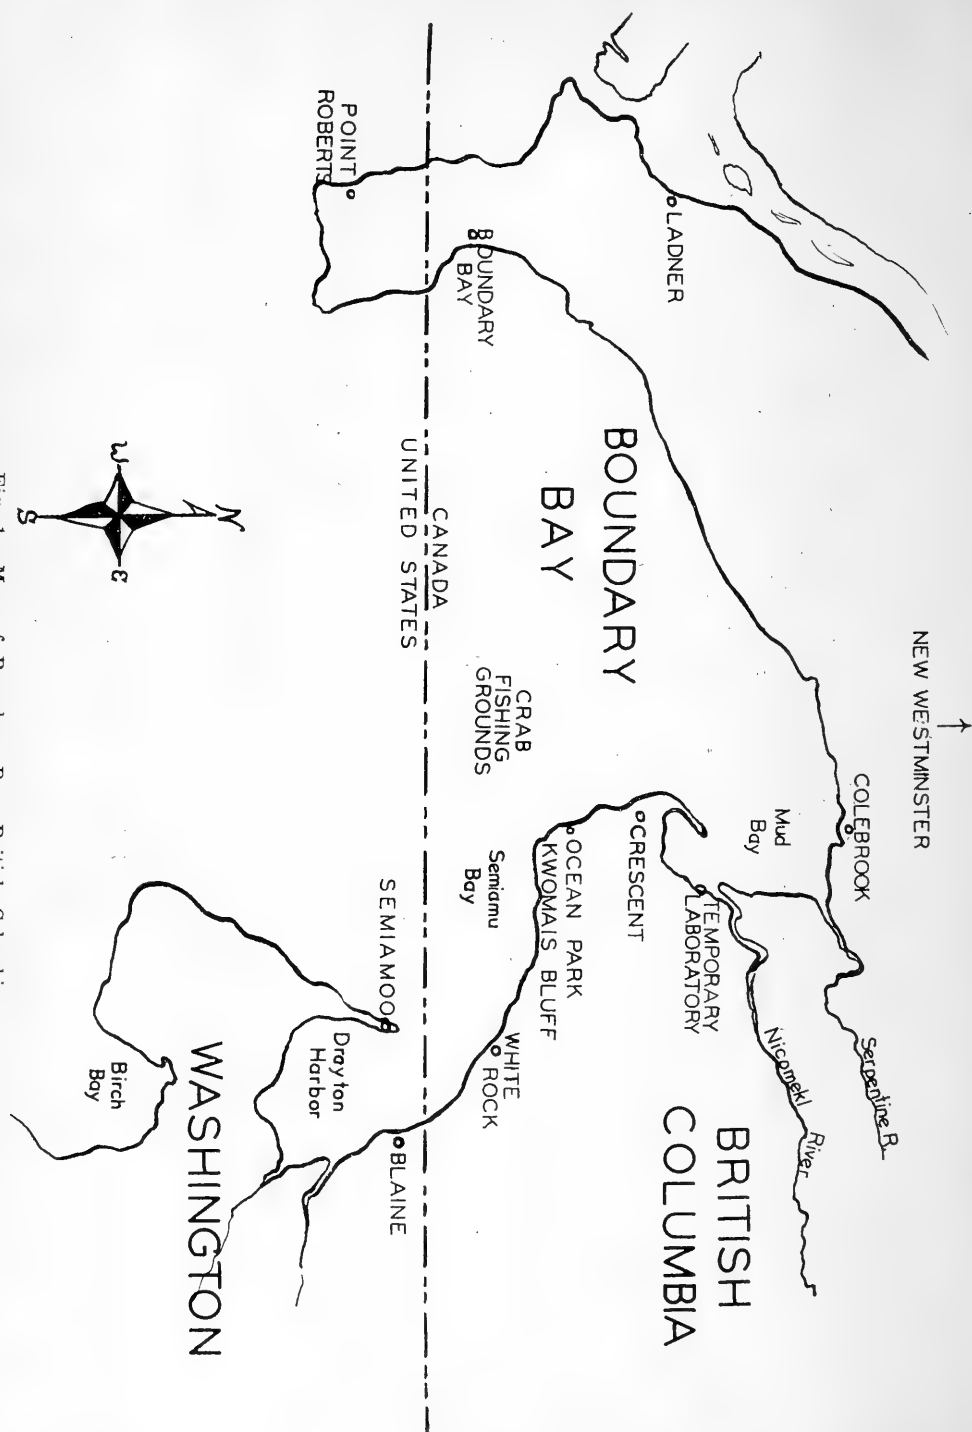 NEW WESTMINSTER
LADNER
COLEBROOK
Mud
Bay
Serpentine R.
Nicomekl River
TEMPORARY
LABORATORY
CRESCENT
BRITISH
COLUMBIA
BOUNDARY
BAY
OCEAN PARK
KWOMAIS BLUFF
BOUNDARY
BAY
CRAB
FISHING
GROUNDS
Semiamu
Bay
WHITE
ROCK
CANADA
UNITED STATES
POINT
ROBERTS
SEMIAMOO
BLAINE
Drayton
Harbor
WASHINGTON
Birch
Bay
N
W
E
S